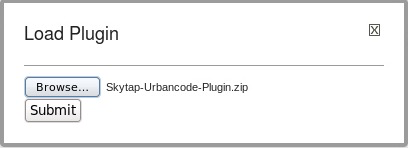 Load Plugin
X
Browse... Skytap-Urbancode-Plugin.zip
Submit